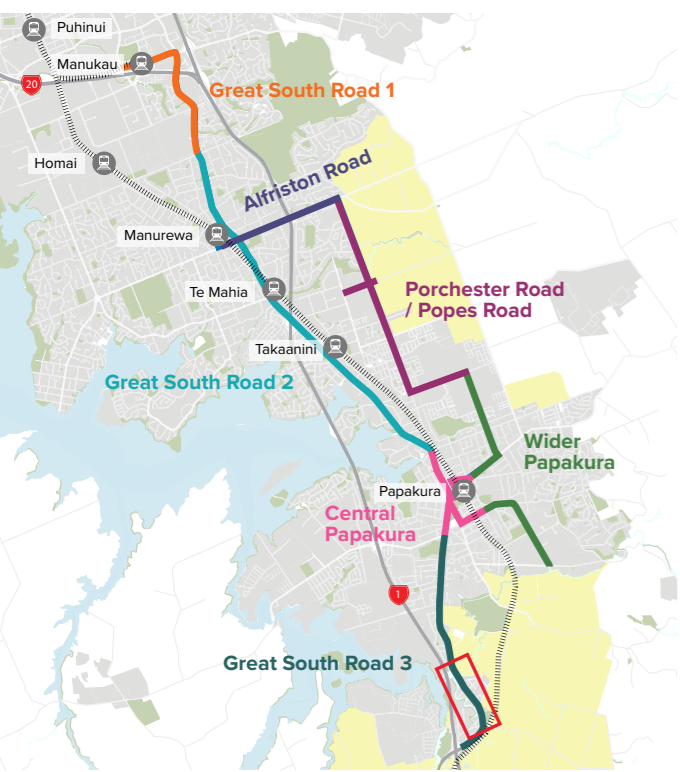 Puhinui
Manukau
20
Great South Road 1
Homai
Alfriston Road
Manurewa
Te Mahia
Porchester Road
/ Popes Road
Takaanini
Great South Road 2
Wider
Papakura
Papakura
Central
Papakura
1
Great South Road 3